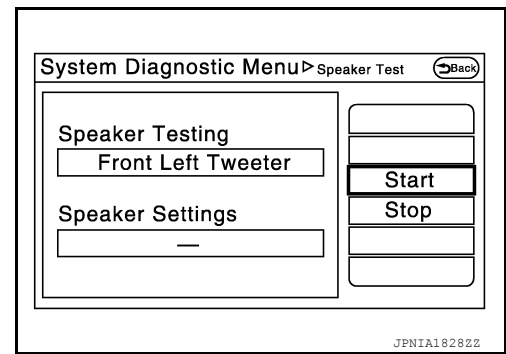 System Diagnostic Menu▷Speaker Test
Back
Speaker Testing
Front Left Tweeter
Speaker Settings
—
Start
Stop
JPNIA1828ZZ